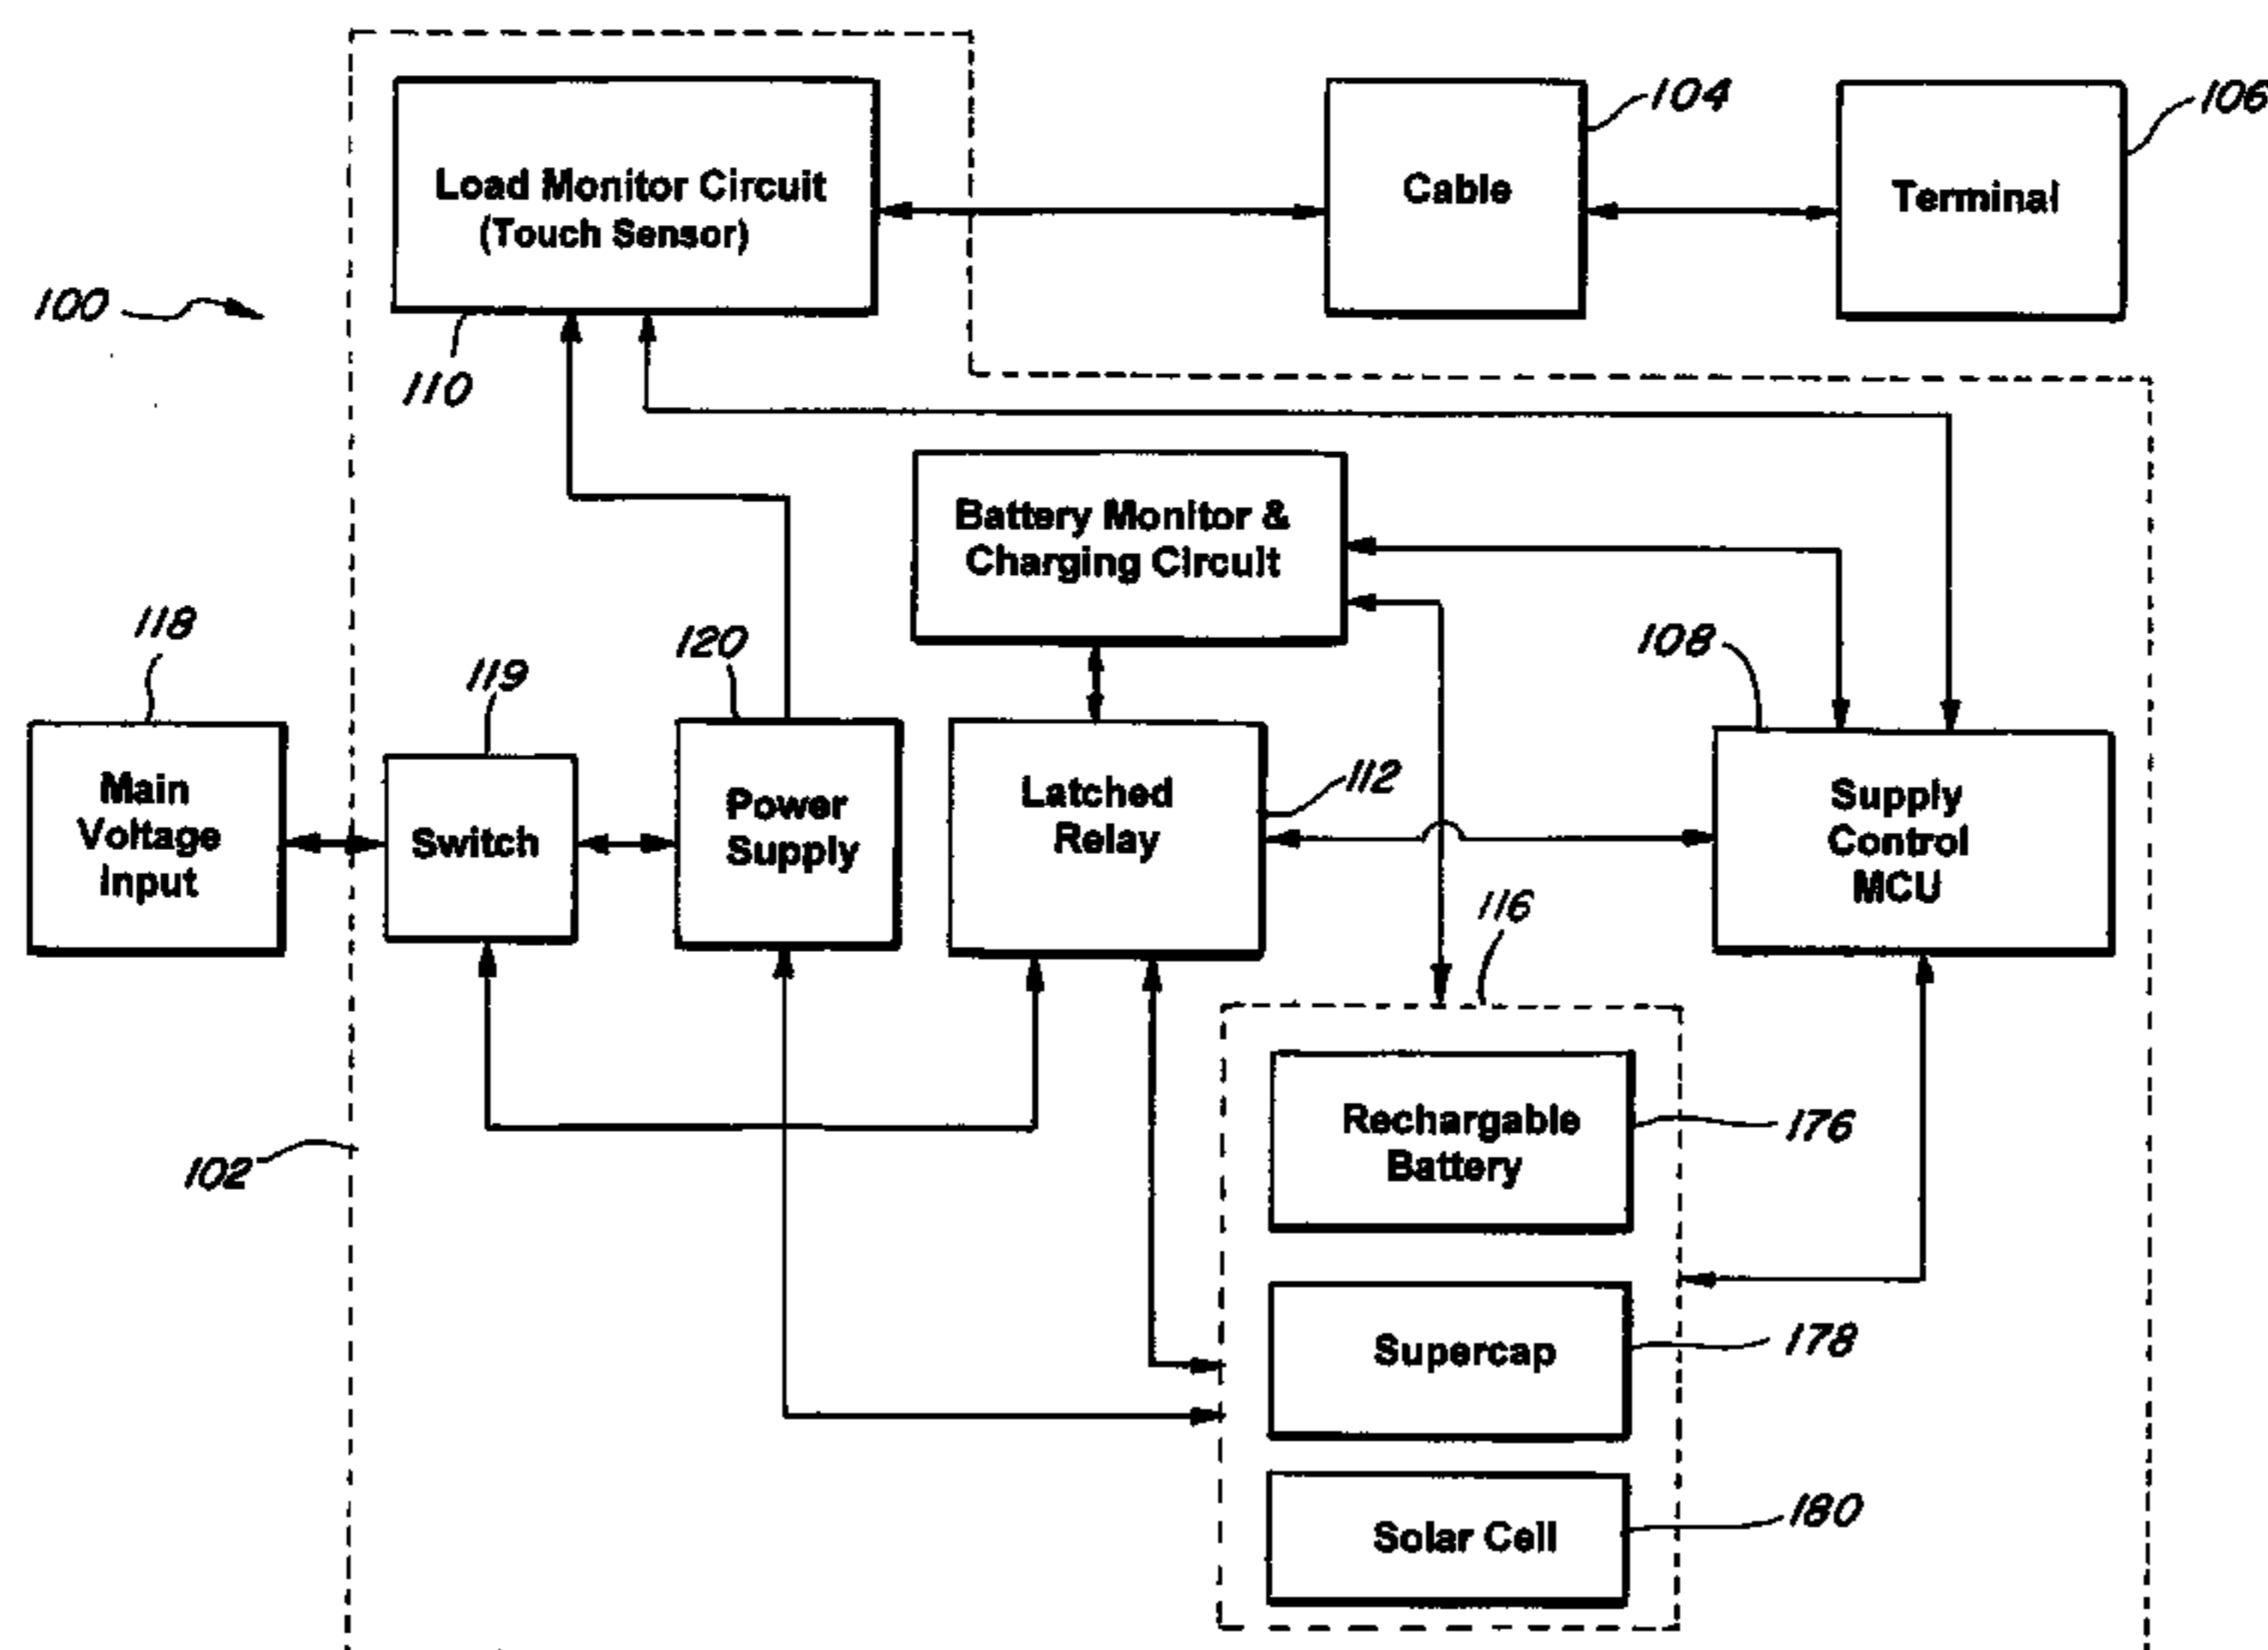 104
106
Load Monitor Circuit
(Touch Sensor)
Cable
Terminal
100
110
Battery Monitor &
Charging Circuit
118
119
120
108
Main
Voltage
Input
Switch
Power
Supply
Latched
Relay
112
Supply
Control
MCU
116
102
Rechargable
Battery
176
Supercap
178
Solar Cell
180